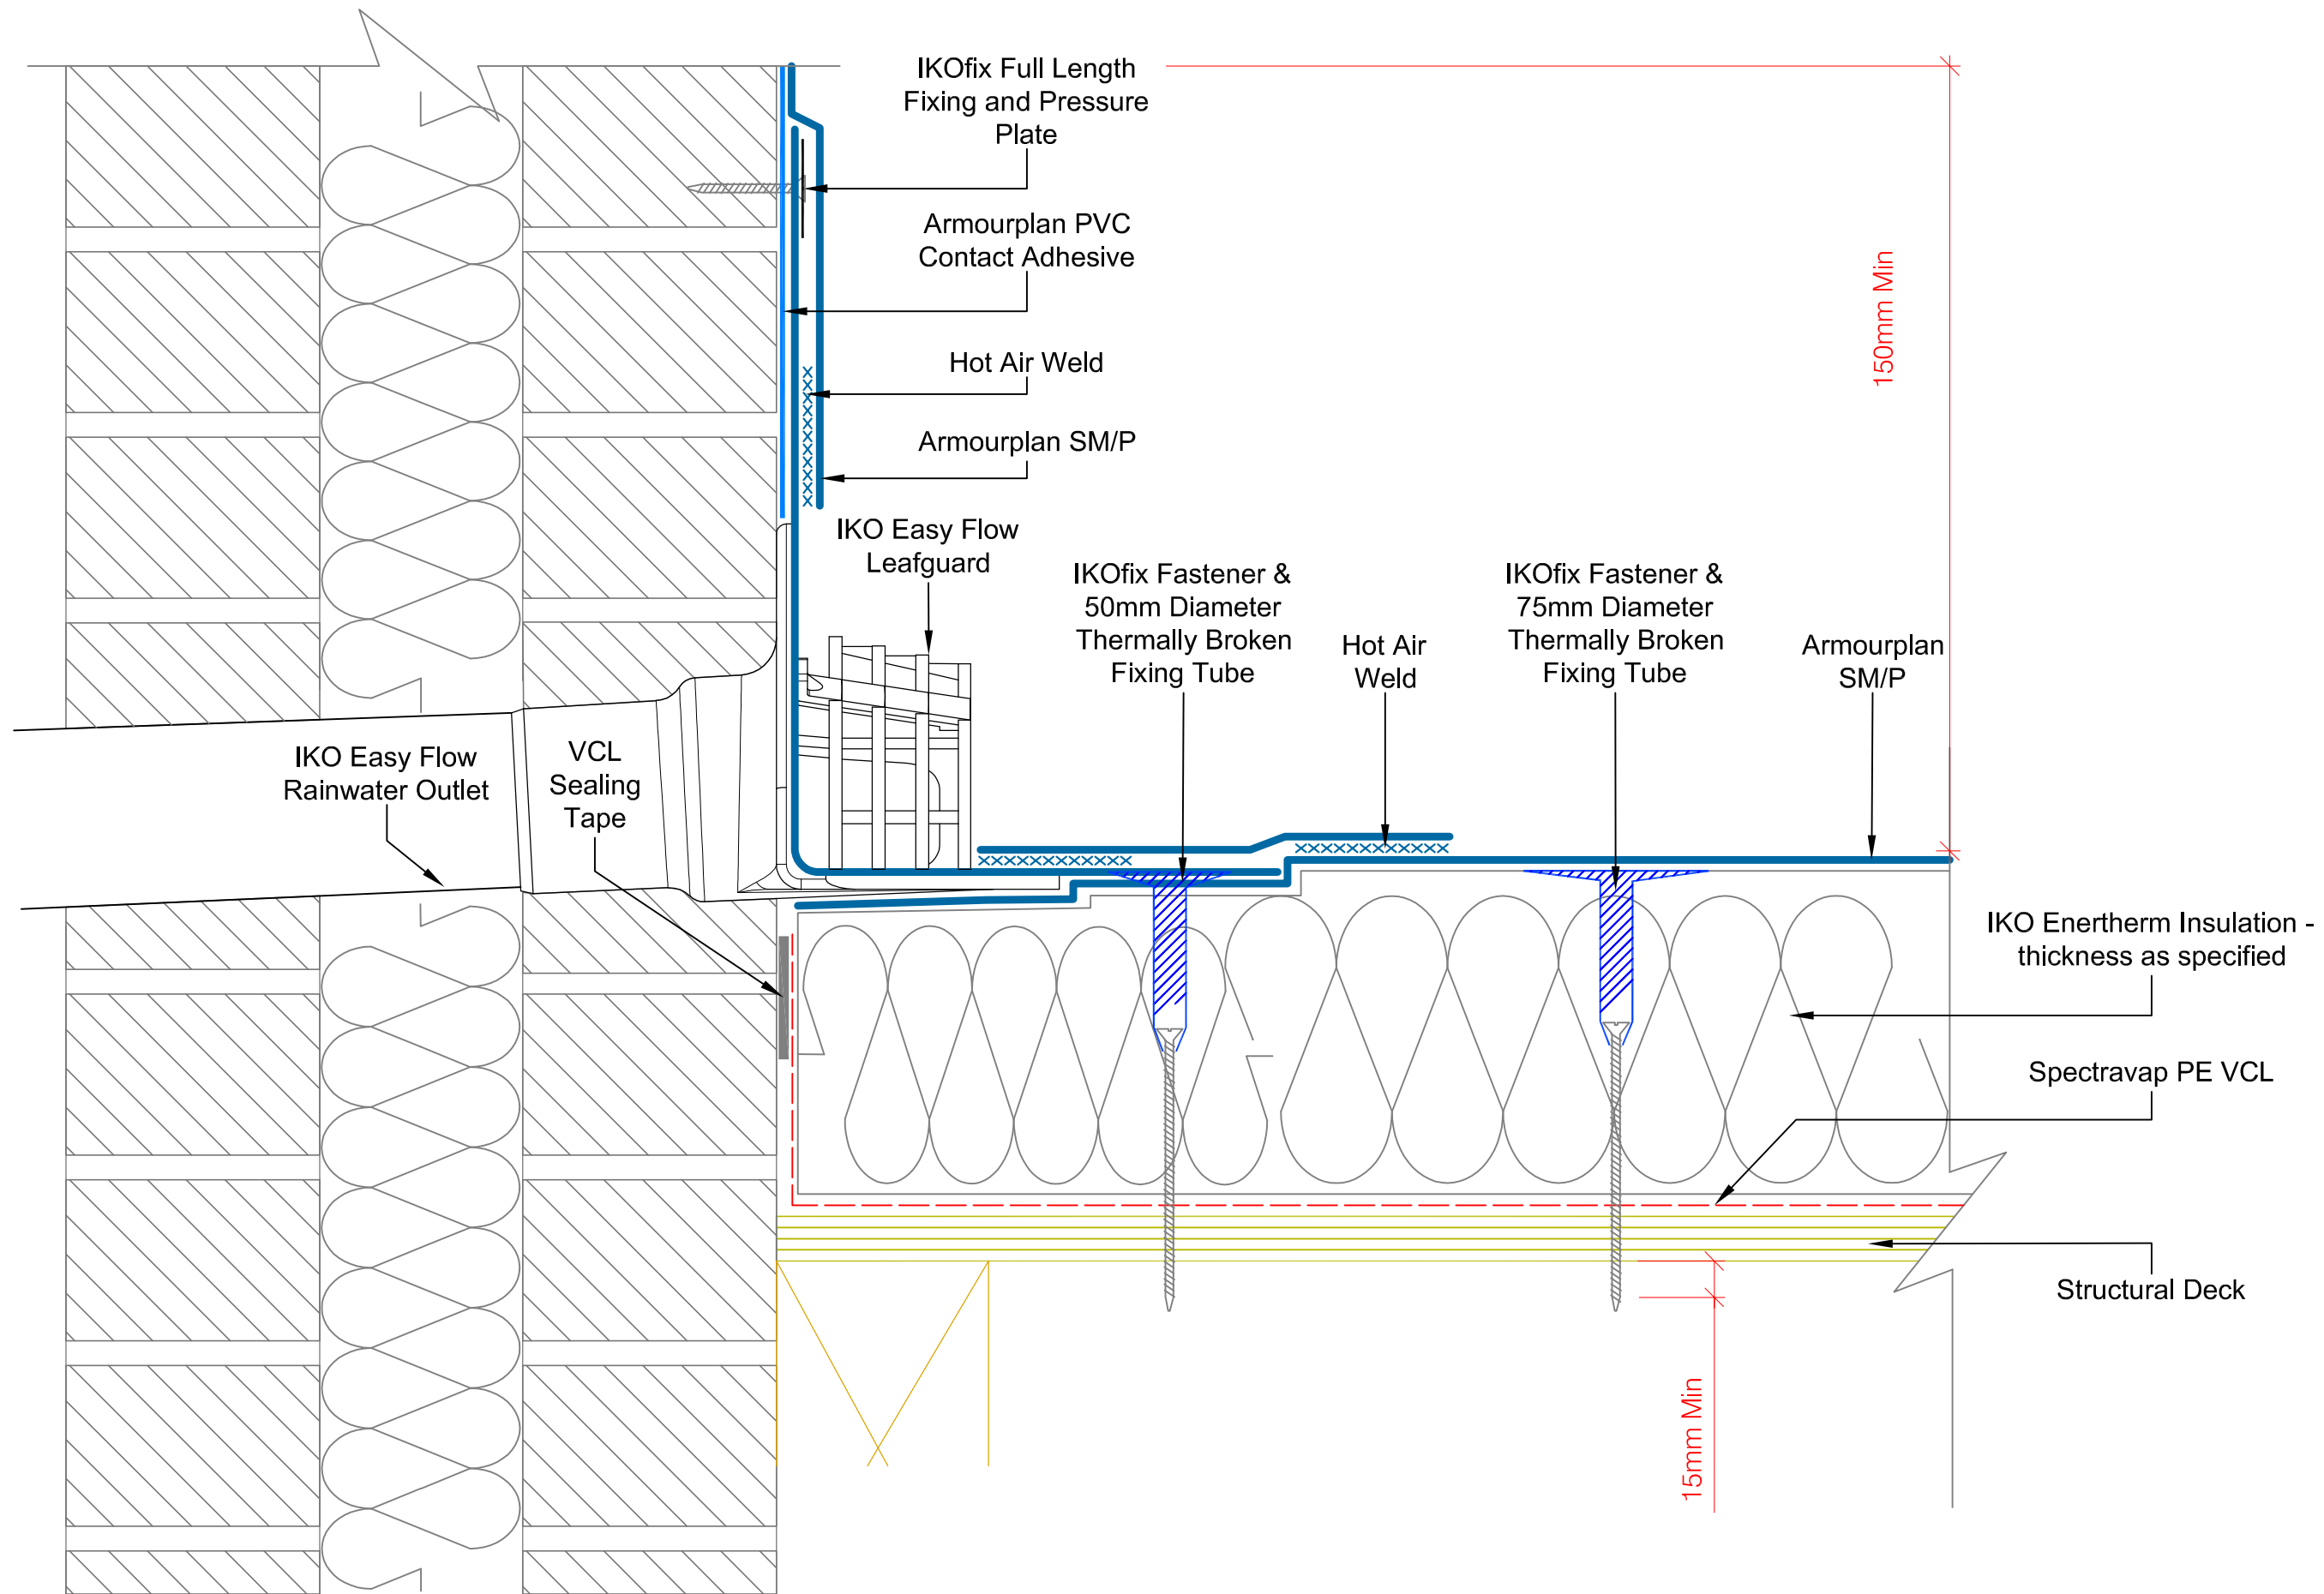 IKOfix Full Length
Fixing and Pressure
Plate
Armourplan PVC
Contact Adhesive
Hot Air Weld
Armourplan SM/P
IKO Easy Flow
Leafguard
150mm Min
IKOfix Fastener &
50mm Diameter
Thermally Broken
Fixing Tube
Hot Air
Weld
IKOfix Fastener &
75mm Diameter
Thermally Broken
Fixing Tube
Armourplan
SM/P
IKO Easy Flow
Rainwater Outlet
VCL
Sealing
Tape
IKO Enertherm Insulation -
thickness as specified
Spectravap PE VCL
Structural Deck
15mm Min